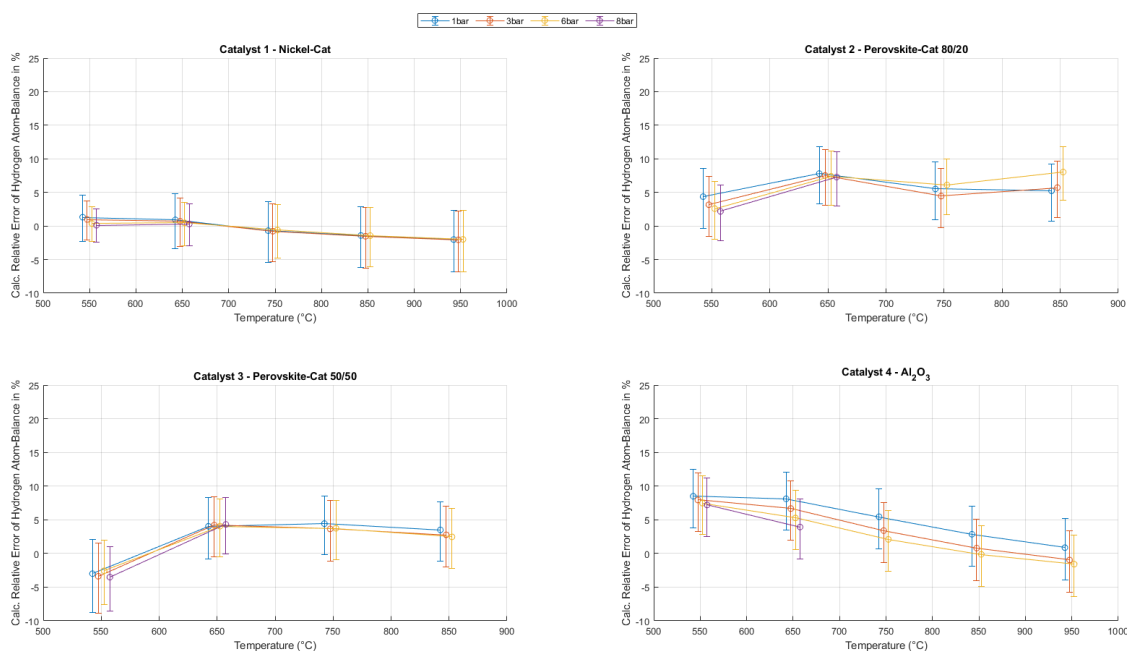 1bar 3bar 6bar 8bar
Catalyst 1 - Nickel-Cat
Calc. Relative Error of Hydrogen Atom-Balance in %
25
20
15
10
5
0
-5
-10
500 550 600 650 700 750 800 850 900 950 1000
Temperature (°C)
Catalyst 2 - Perovskite-Cat 80/20
Calc. Relative Error of Hydrogen Atom-Balance in %
25
20
15
10
5
0
-5
-10
500 550 600 650 700 750 800 850 900
Temperature (°C)
Catalyst 3 - Perovskite-Cat 50/50
Calc. Relative Error of Hydrogen Atom-Balance in %
25
20
15
10
5
0
-5
-10
500 550 600 650 700 750 800 850 900
Temperature (°C)
Catalyst 4 - Al₂O₃
Calc. Relative Error of Hydrogen Atom-Balance in %
25
20
15
10
5
0
-5
-10
500 550 600 650 700 750 800 850 900 950 1000
Temperature (°C)